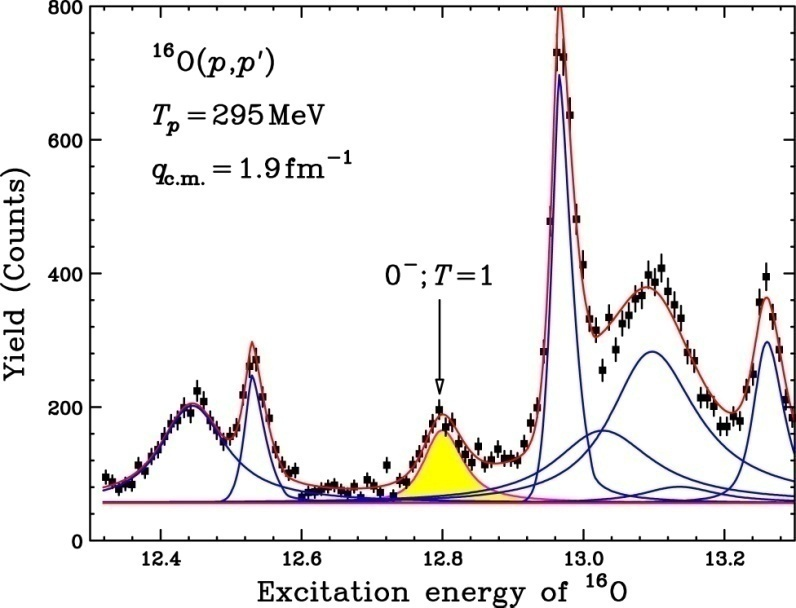 800
600
400
200
0
¹⁶O(p,p′)
Tₚ = 295 MeV
q_c.m. = 1.9 fm⁻¹
0⁻; T=1
Yield (Counts)
12.4 12.6 12.8 13.0 13.2
Excitation energy of ¹⁶O